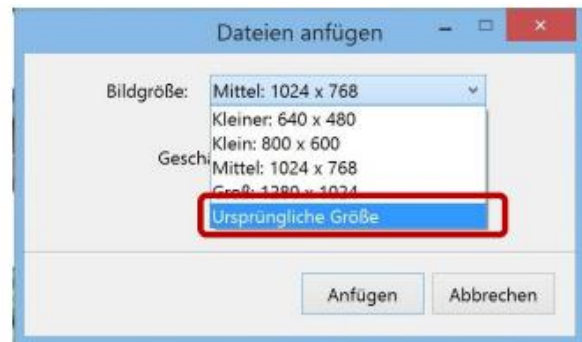 Dateien anfügen
Bildgröße: Mittel: 1024 x 768
Kleiner: 640 x 480
Klein: 800 x 600
Mittel: 1024 x 768
Groß: 1280 x 1024
Ursprüngliche Größe
Anfügen Abbrechen